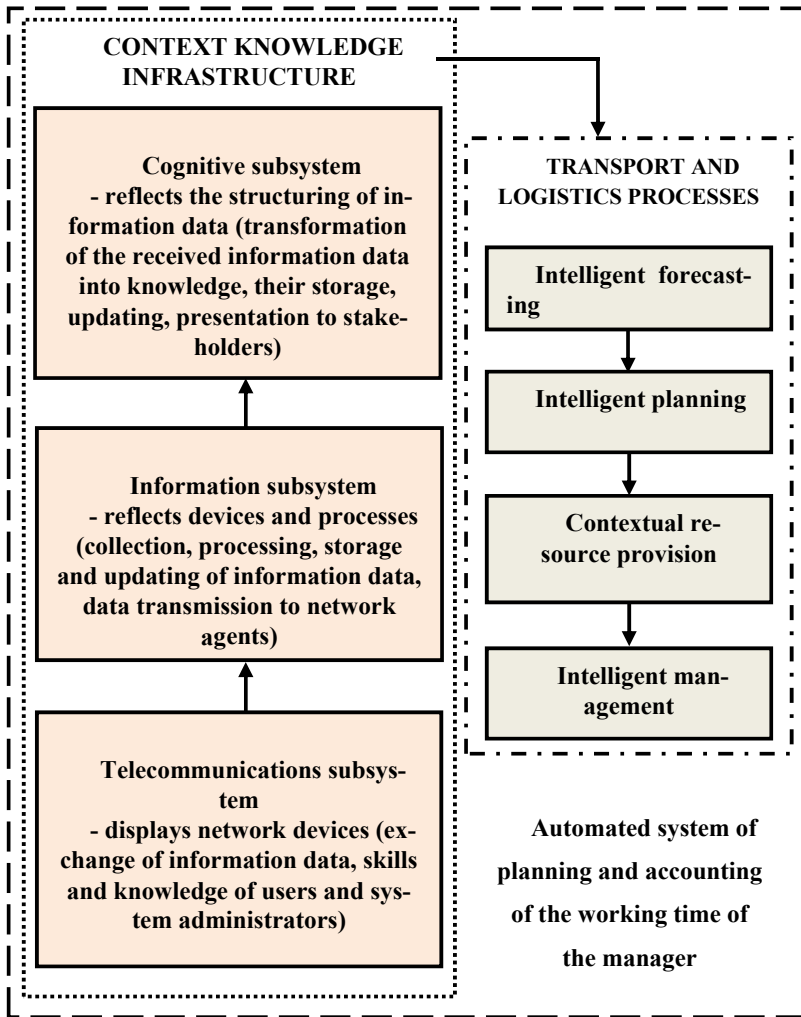 CONTEXT KNOWLEDGE
INFRASTRUCTURE
Cognitive subsystem
- reflects the structuring of in-
formation data (transformation
of the received information data
into knowledge, their storage,
updating, presentation to stake-
holders)
Information subsystem
- reflects devices and processes
(collection, processing, storage
and updating of information data,
data transmission to network
agents)
Telecommunications subsys-
tem
- displays network devices (ex-
change of information data, skills
and knowledge of users and sys-
tem administrators)
TRANSPORT AND
LOGISTICS PROCESSES
Intelligent forecast-
ing
Intelligent planning
Contextual re-
source provision
Intelligent man-
agement
Automated system of
planning and accounting
of the working time of
the manager